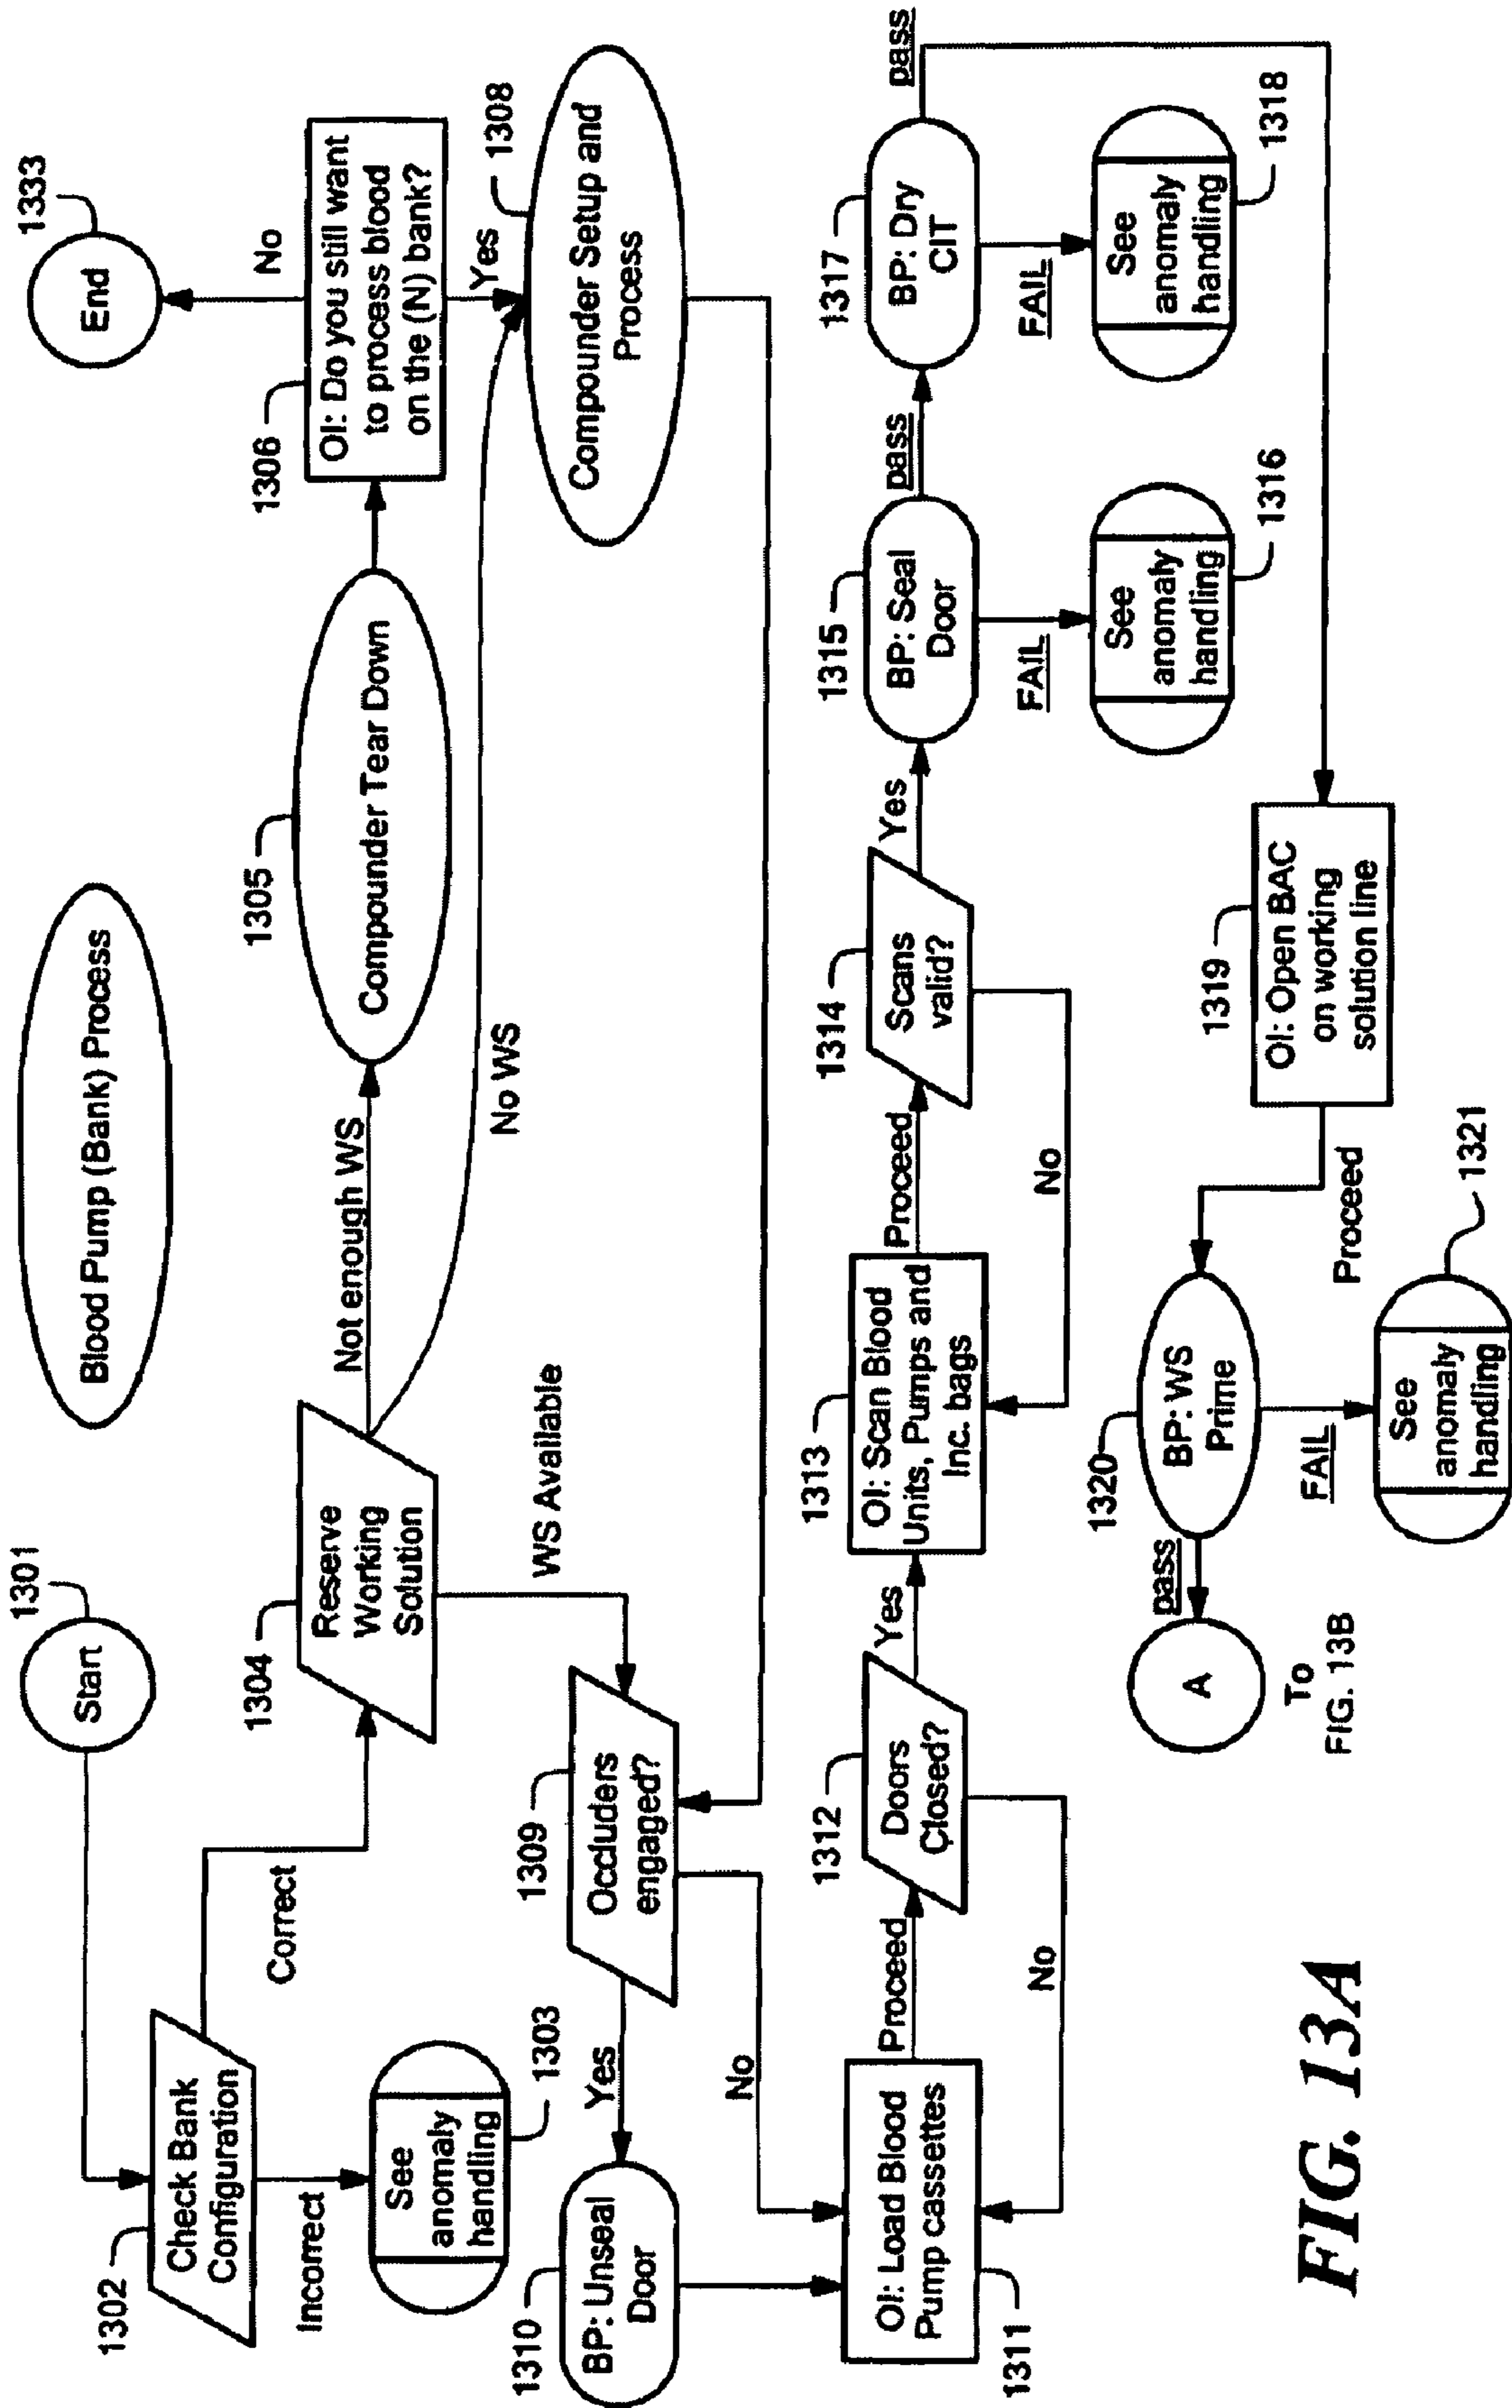 Blood Pump (Bank) Process
Start
1301
1302
Check Bank
Configuration
Correct
Incorrect
See
anomaly
handling
1303
1304
Reserve
Working
Solution
Not enough WS
No WS
WS Available
1305
Compounder Tear Down
1306
OI: Do you still want
to process blood
on the (N) bank?
No
End
1333
Yes
1308
Compounder Setup and
Process
1309
Occluders
engaged?
Yes
No
1310
BP: Unseal
Door
OI: Load Blood
Pump cassettes
1311
Proceed
1312
Doors
Closed?
No
Yes
1313
OI: Scan Blood
Units, Pumps and
Inc. bags
Proceed
1314
Scans
valid?
No
Yes
1315
BP: Seal
Door
FAIL
See
anomaly
handling
1316
pass
1317
BP: Dry
CIT
FAIL
See
anomaly
handling
1318
pass
1319
OI: Open BAC
on working
solution line
Proceed
1320
BP: WS
Prime
FAIL
See
anomaly
handling
1321
pass
A
To
FIG. 13B
FIG. 13A